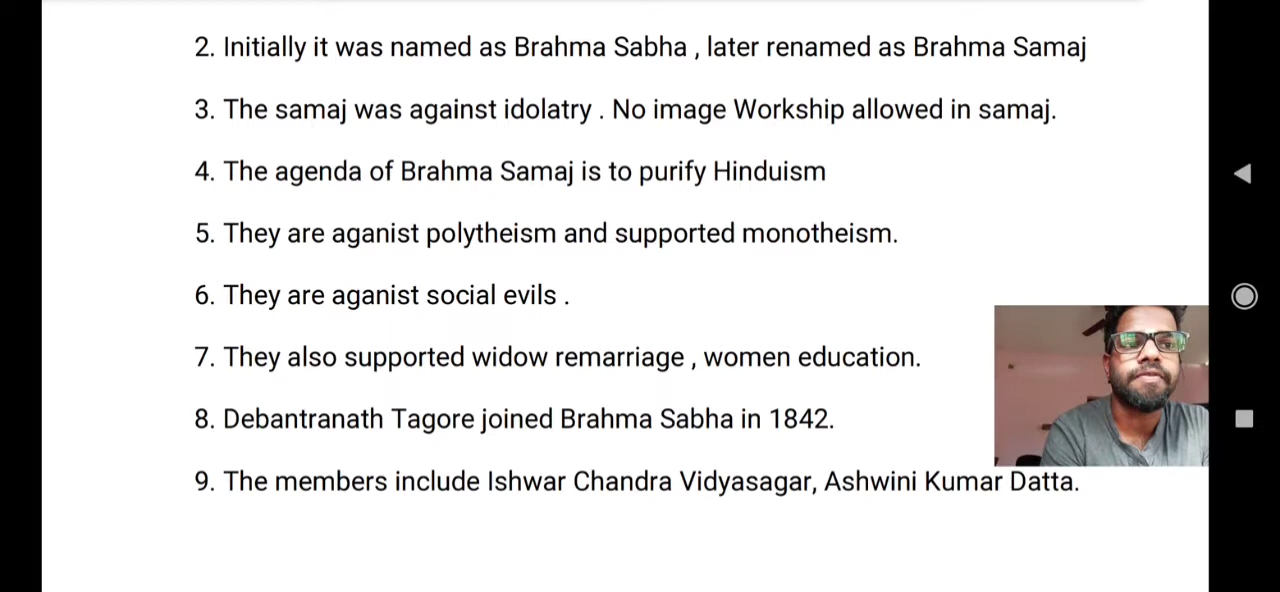 2. Initially it was named as Brahma Sabha , later renamed as Brahma Samaj
3. The samaj was against idolatry . No image Workship allowed in samaj.
4. The agenda of Brahma Samaj is to purify Hinduism
5. They are aganist polytheism and supported monotheism.
6. They are aganist social evils .
7. They also supported widow remarriage , women education.
8. Debantranath Tagore joined Brahma Sabha in 1842.
9. The members include Ishwar Chandra Vidyasagar, Ashwini Kumar Datta.